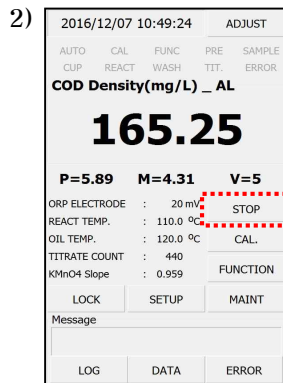 2)
2016/12/07 10:49:24 ADJUST
AUTO CAL FUNC PRE SAMPLE
CUP REACT WASH TIT. ERROR
COD Density(mg/L) _ AL
165.25
P=5.89 M=4.31 V=5
ORP ELECTRODE : 20 mV STOP
REACT TEMP. : 110.0 ºC
OIL TEMP. : 120.0 ºC CAL.
TITRATE COUNT : 440
KMnO4 Slope : 0.959 FUNCTION
LOCK SETUP MAINT
Message
LOG DATA ERROR